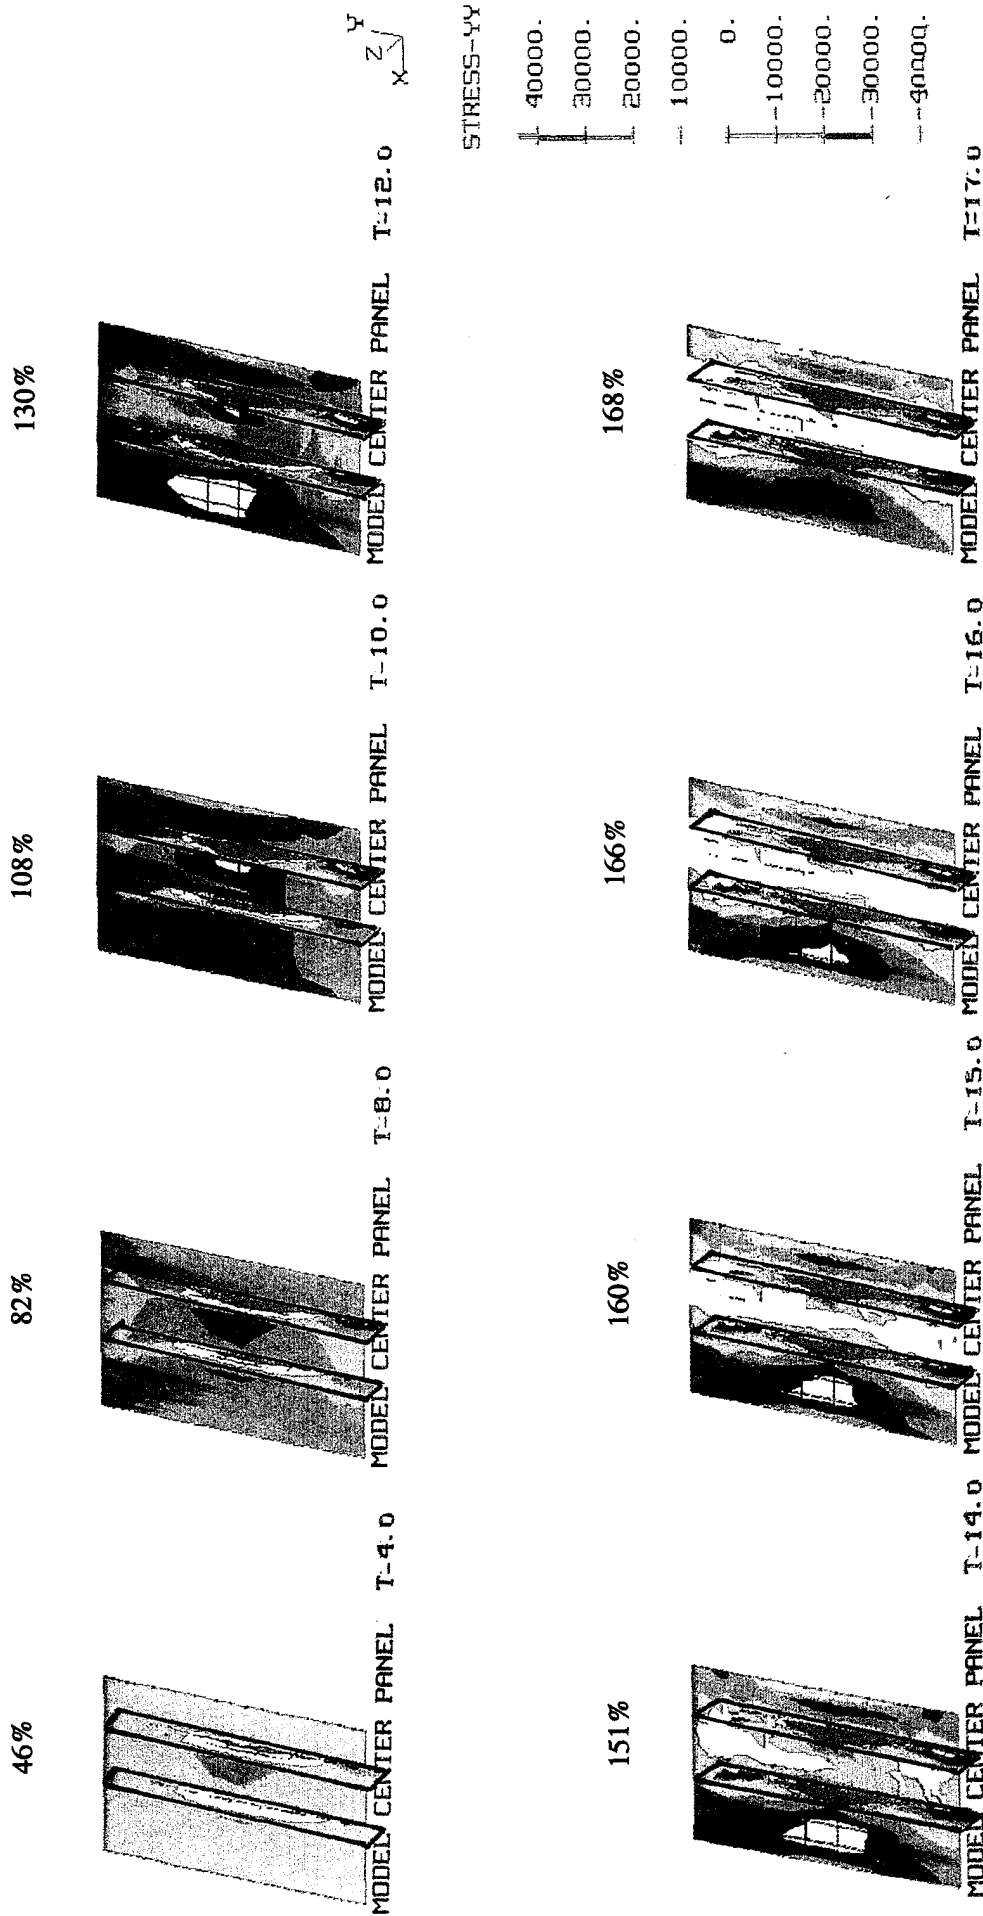 46%
82%
108%
130%
MODEL CENTER PANEL T-4.0
MODEL CENTER PANEL T-8.0
MODEL CENTER PANEL T-10.0
MODEL CENTER PANEL T-12.0
Y
Z
X
STRESS-YY
40000.
30000.
20000.
10000.
0.
-10000.
-20000.
-30000.
-40000.
151%
160%
166%
168%
MODEL CENTER PANEL T-14.0
MODEL CENTER PANEL T-15.0
MODEL CENTER PANEL T-16.0
MODEL CENTER PANEL T=17.0